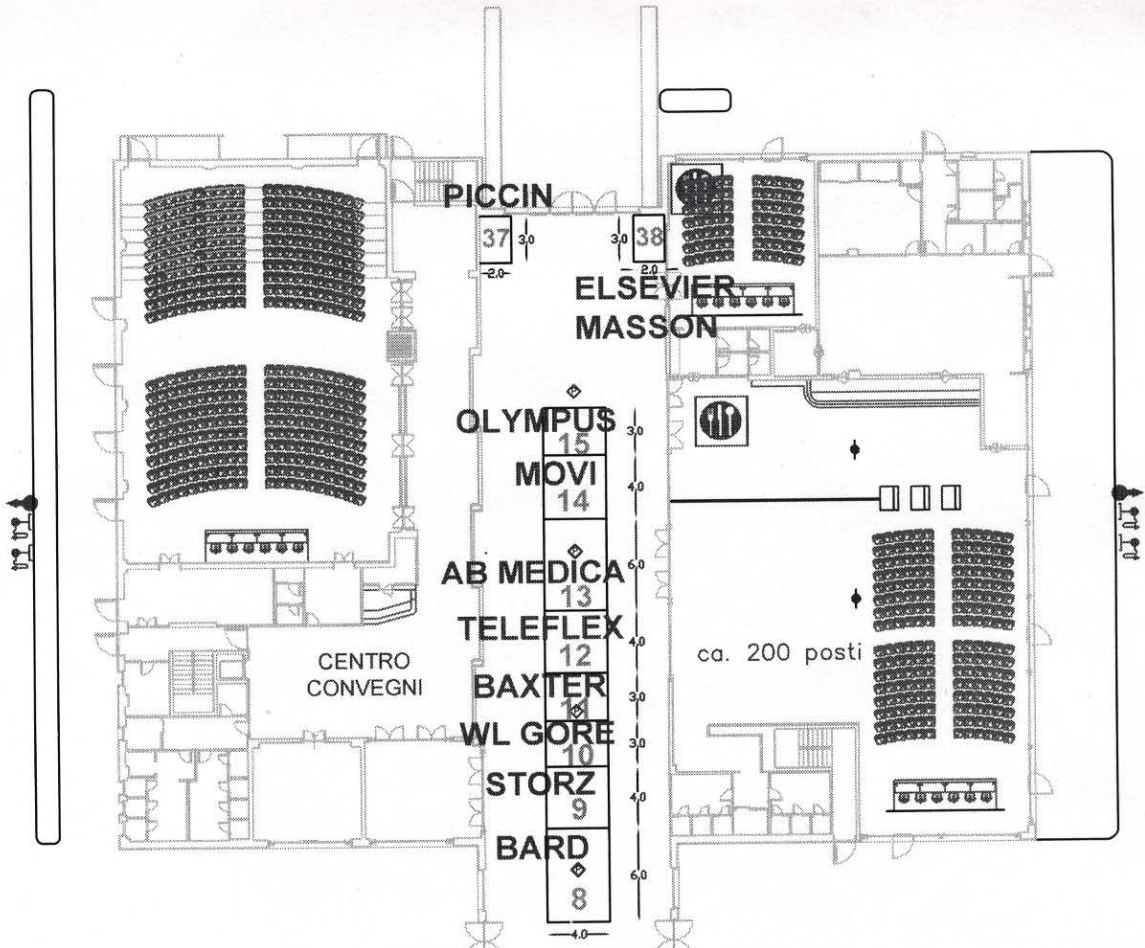 PICCIN
37
3.0
3.0
38
2.0
2.0
ELSEVIER
MASSON
OLYMPUS
15
3.0
MOVI
14
4.0
6.0
AB MEDICA
13
TELEFLEX
12
4.0
ca. 200 posti
CENTRO
CONVEGNI
BAXTER
11
3.0
WL GORE
10
3.0
STORZ
9
4.0
BARD
8
6.0
4.0